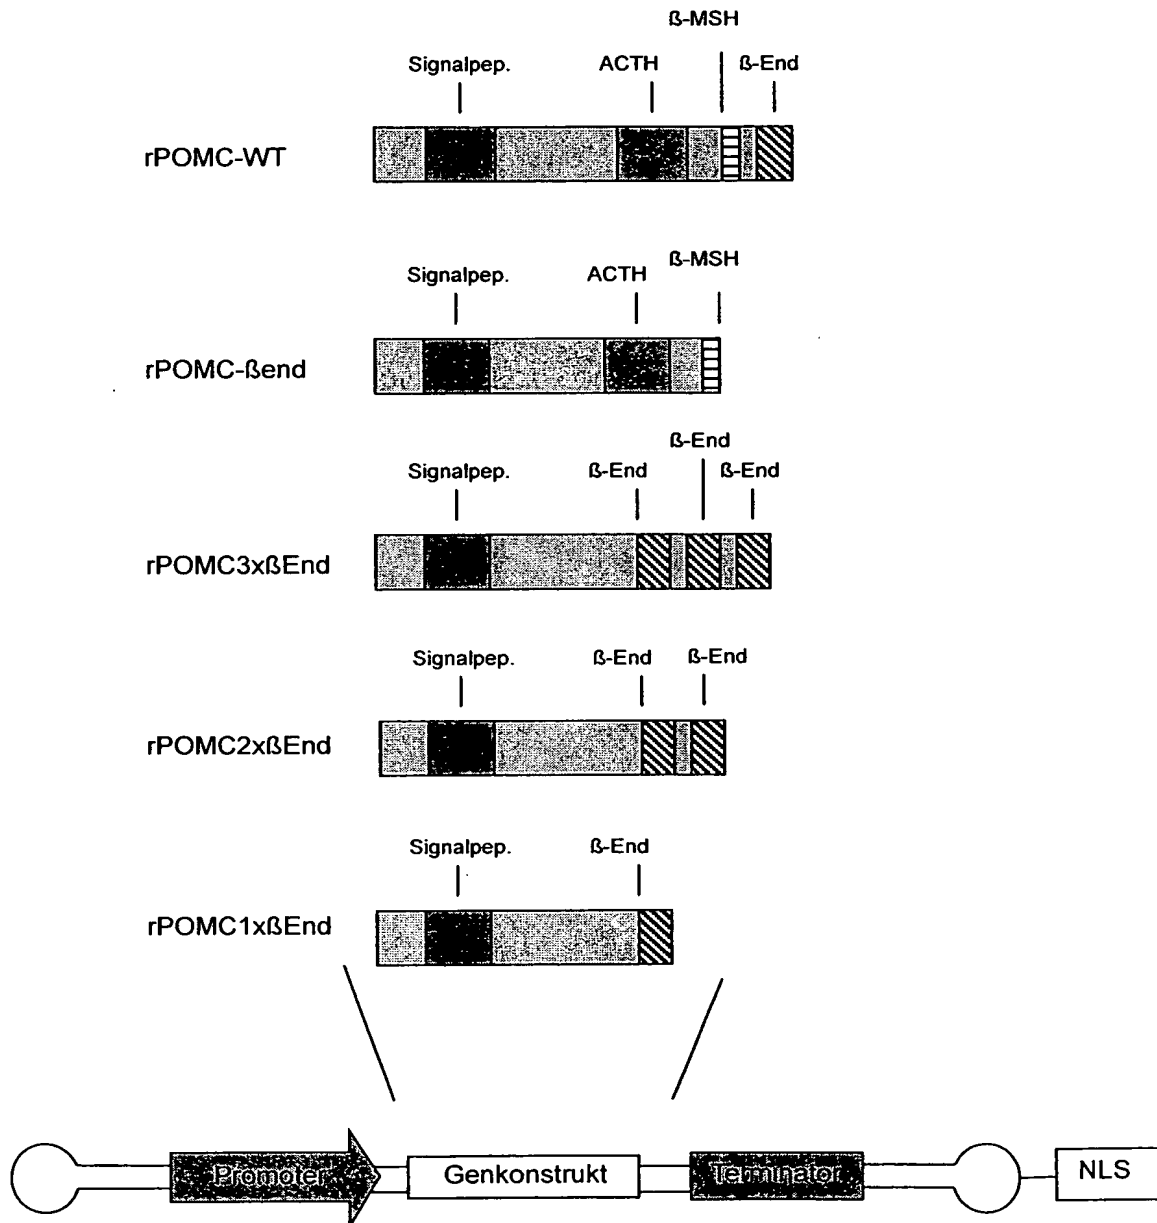 ß-MSH
Signalpep. ACTH ß-End
rPOMC-WT
ß-MSH
Signalpep. ACTH
rPOMC-ßend
ß-End
Signalpep. ß-End ß-End
rPOMC3xßEnd
Signalpep. ß-End ß-End
rPOMC2xßEnd
Signalpep. ß-End
rPOMC1xßEnd
Promoter Genkonstrukt Terminator NLS